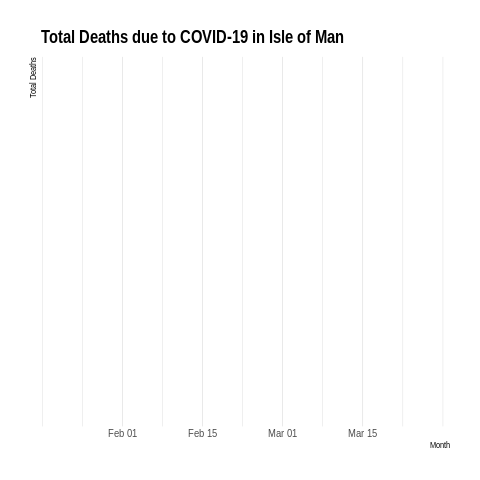 Total Deaths due to COVID-19 in Isle of Man
Total Deaths
Feb 01
Feb 15
Mar 01
Mar 15
Month